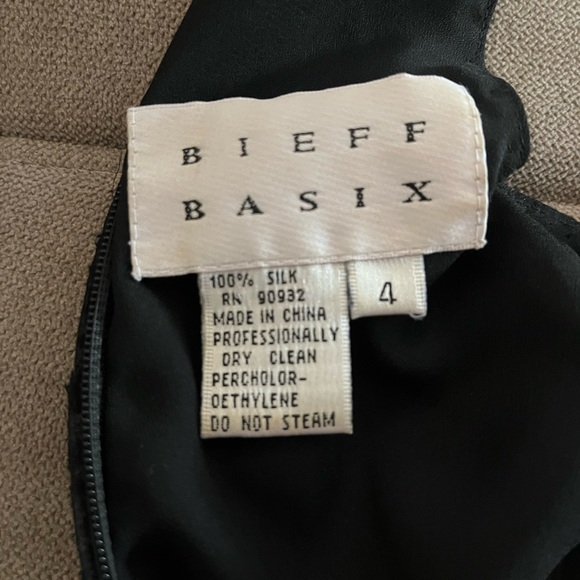 BIEFF
BASIX
100% SILK
RN 90932
MADE IN CHINA
PROFESSIONALLY
DRY CLEAN
PERCHOLOR-
OETHYLENE
DO NOT STEAM
4